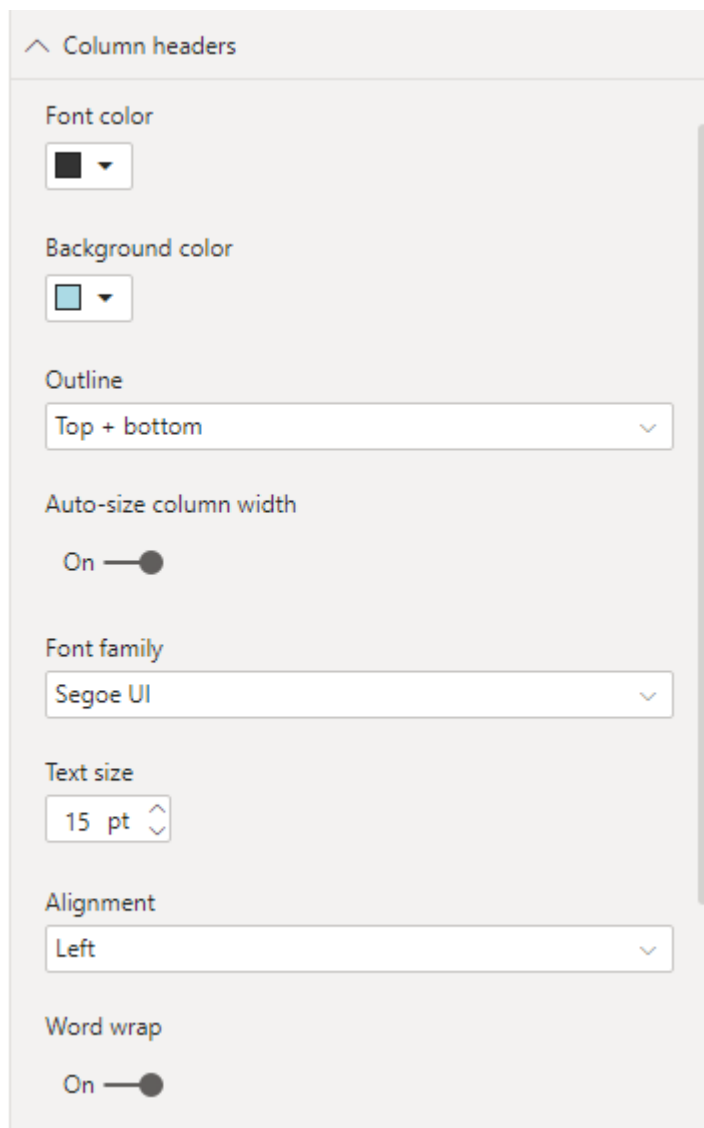 Column headers
Font color
Background color
Outline
Top + bottom
Auto-size column width
On
Font family
Segoe UI
Text size
15 pt
Alignment
Left
Word wrap
On